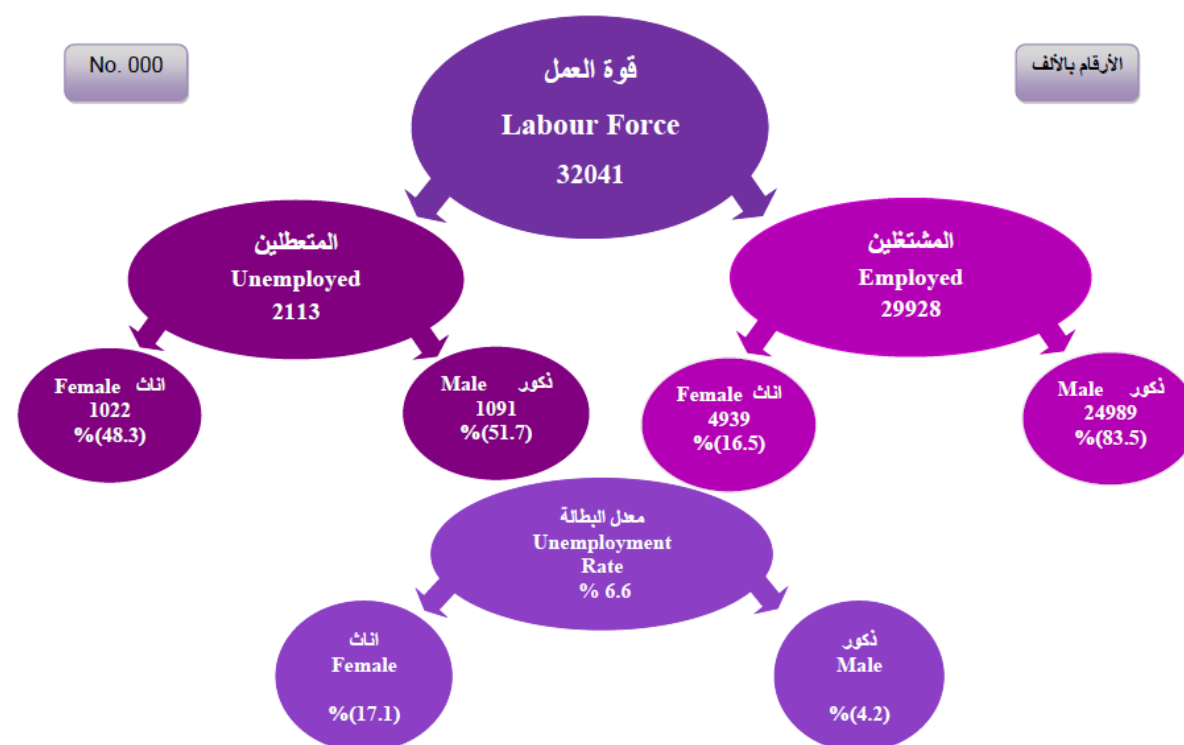 No. 000
الأرقام بالألف
قوة العمل
Labour Force
32041
المتعطلين
Unemployed
2113
المشتغلين
Employed
29928
Female اناث
1022
%(48.3)
Male ذكور
1091
%(51.7)
Female اناث
4939
%(16.5)
Male ذكور
24989
%(83.5)
معدل البطالة
Unemployment
Rate
% 6.6
اناث
Female
%(17.1)
ذكور
Male
%(4.2)